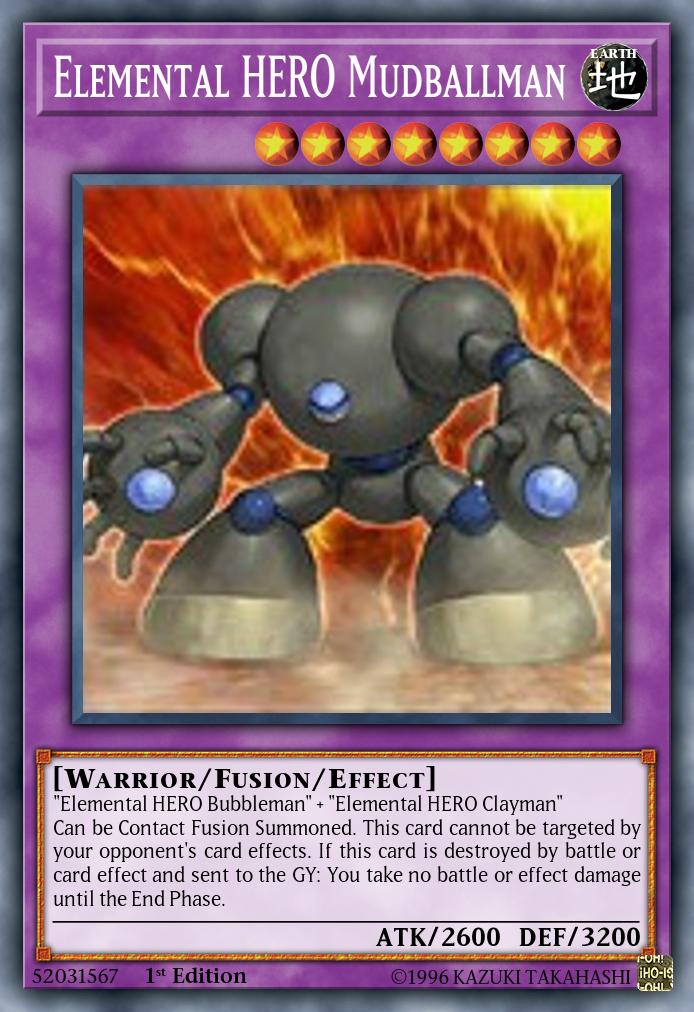 Elemental HERO Mudballman
EARTH
地
[Warrior/Fusion/Effect]
"Elemental HERO Bubbleman" + "Elemental HERO Clayman"
Can be Contact Fusion Summoned. This card cannot be targeted by
your opponent's card effects. If this card is destroyed by battle or
card effect and sent to the GY: You take no battle or effect damage
until the End Phase.
ATK/2600 DEF/3200
52031567 1st Edition ©1996 KAZUKI TAKAHASHI